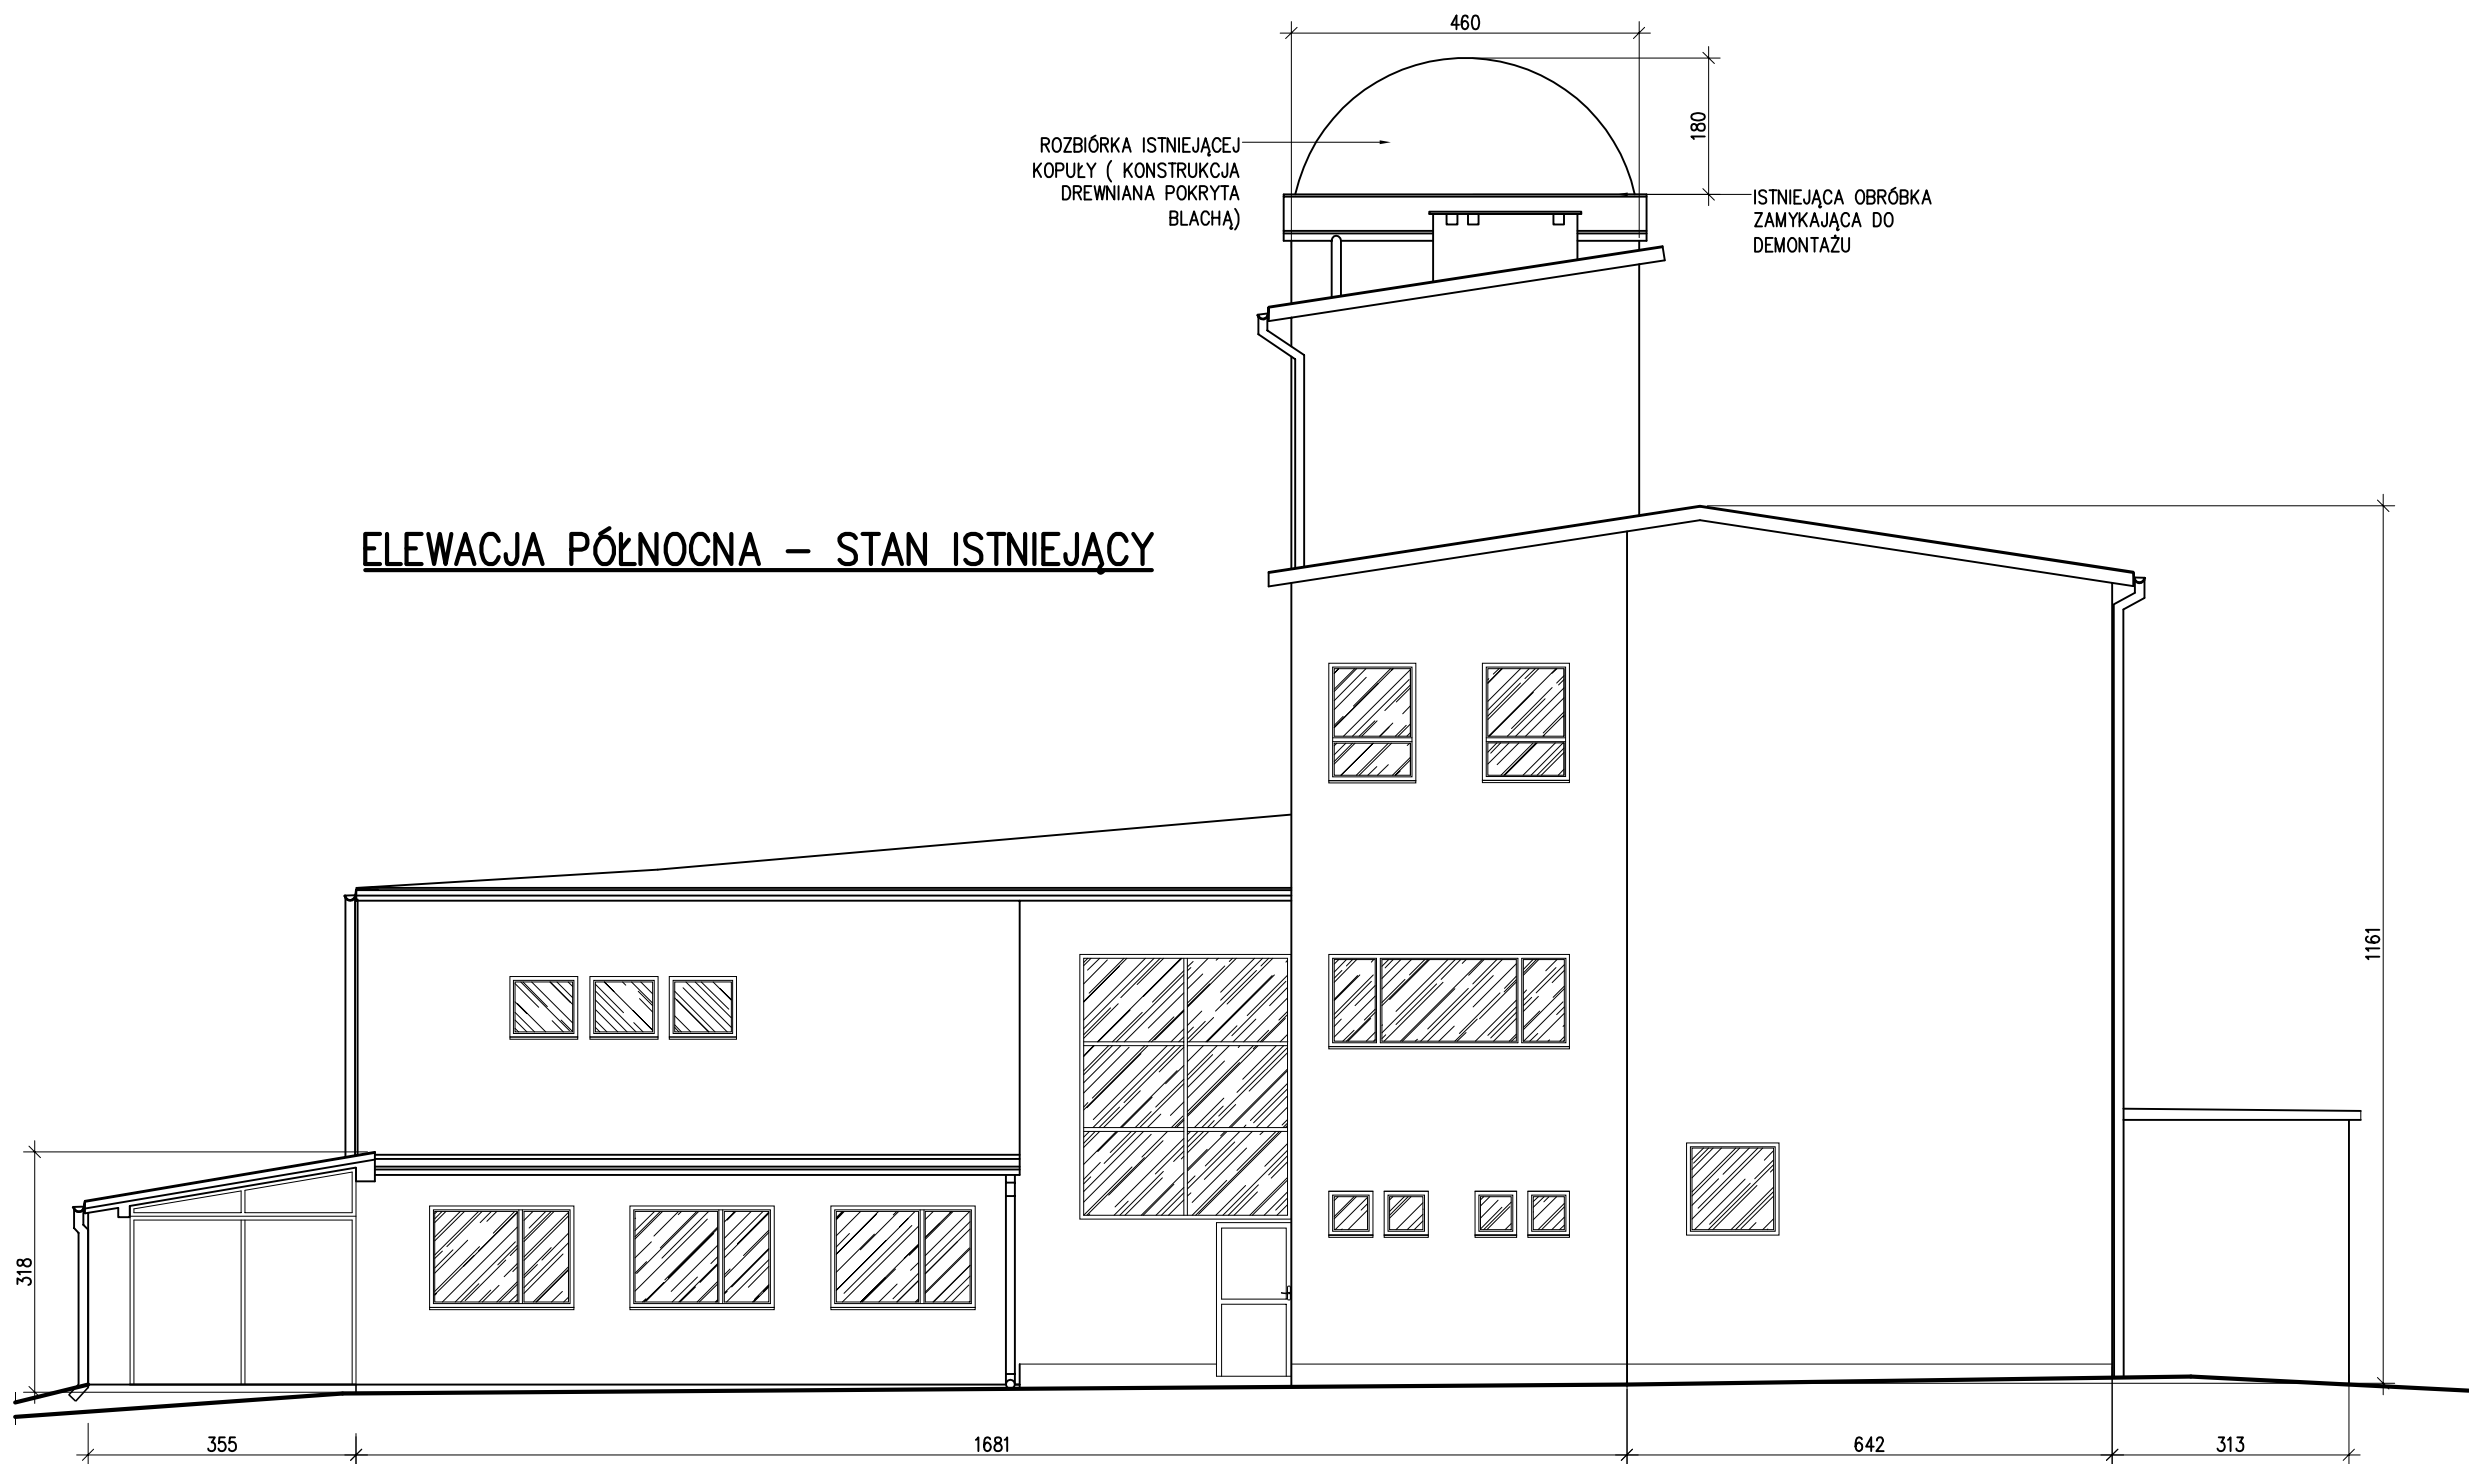 460
180
ROZBIÓRKA ISTNIEJĄCEJ
KOPUŁY ( KONSTRUKCJA
DREWNIANA POKRYTA
BLACHĄ)
ISTNIEJĄCA OBRÓBKA
ZAMYKAJĄCA DO
DEMONTAŻU
ELEWACJA PÓŁNOCNA – STAN ISTNIEJĄCY
1161
318
355
1681
642
313